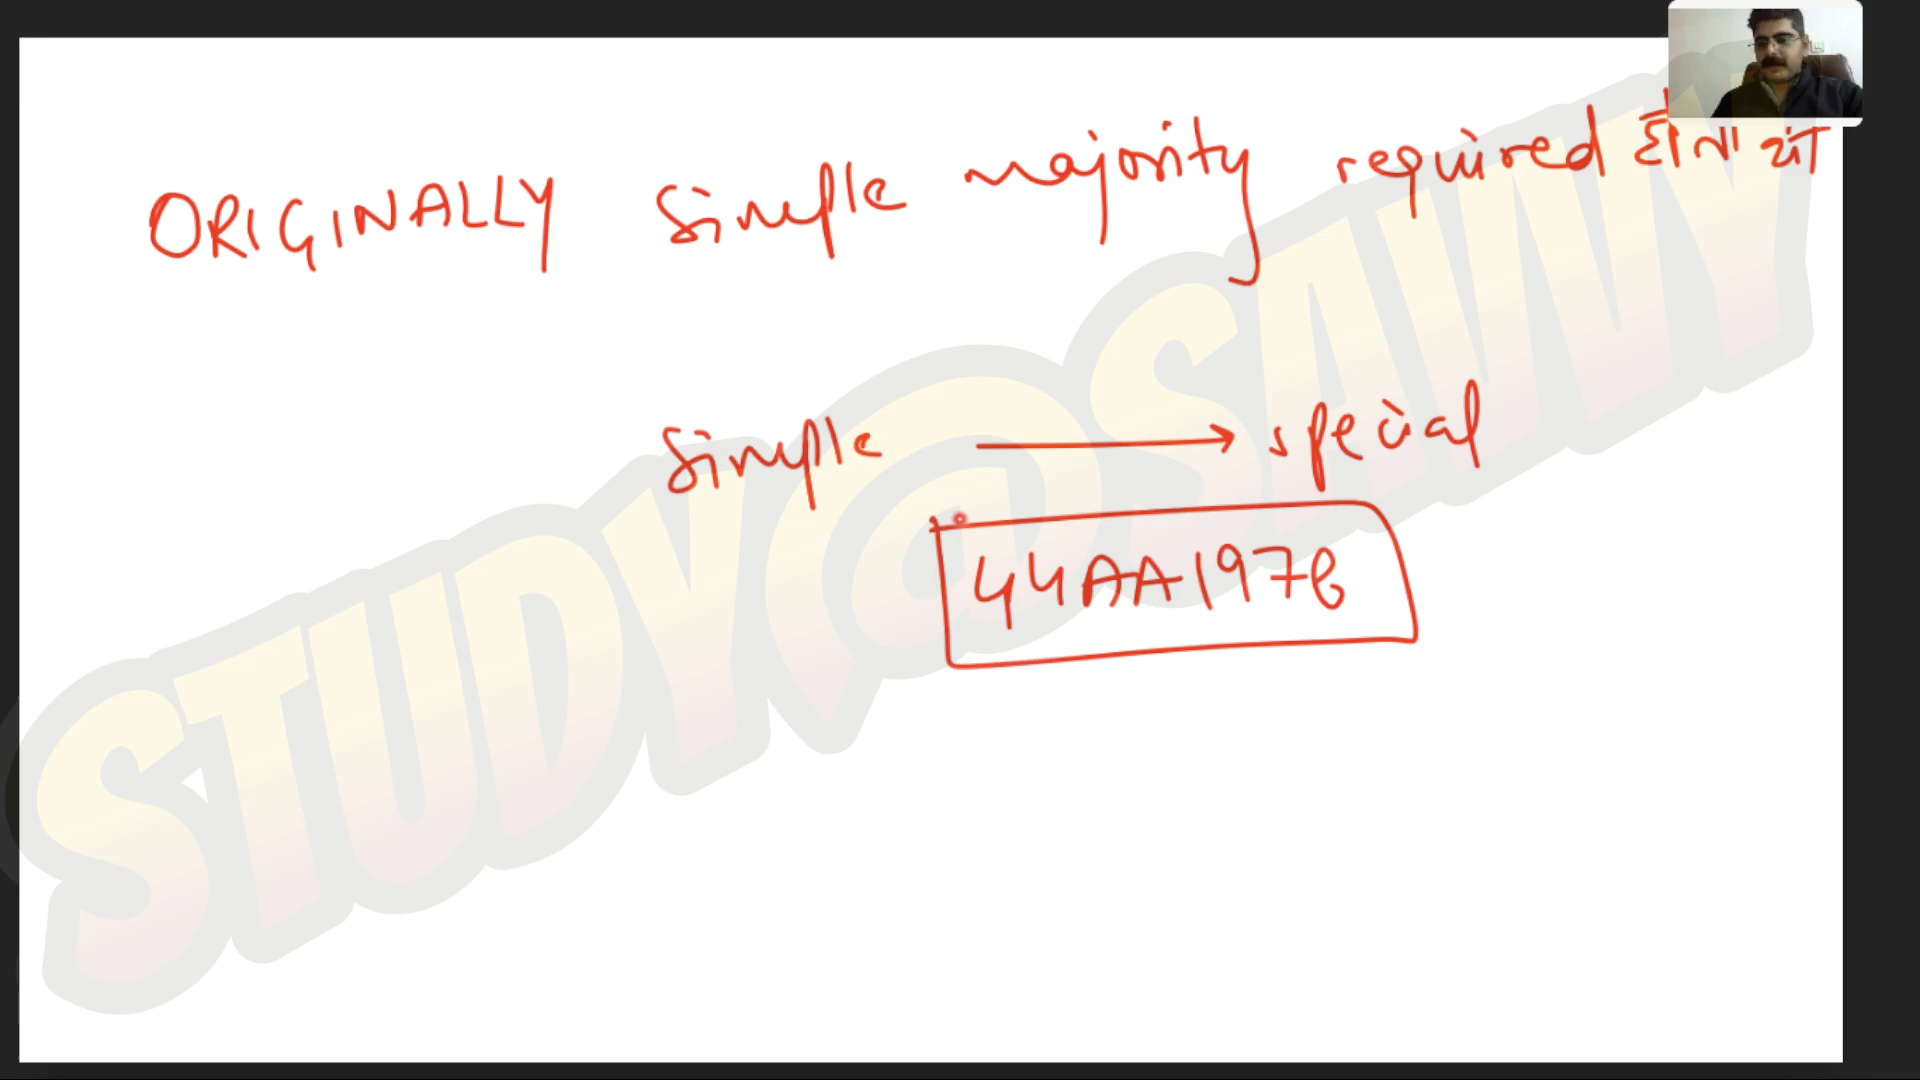 ORIGINALLY simple majority required होता था
simple → special
44AA1978
STUDY@SAVVY